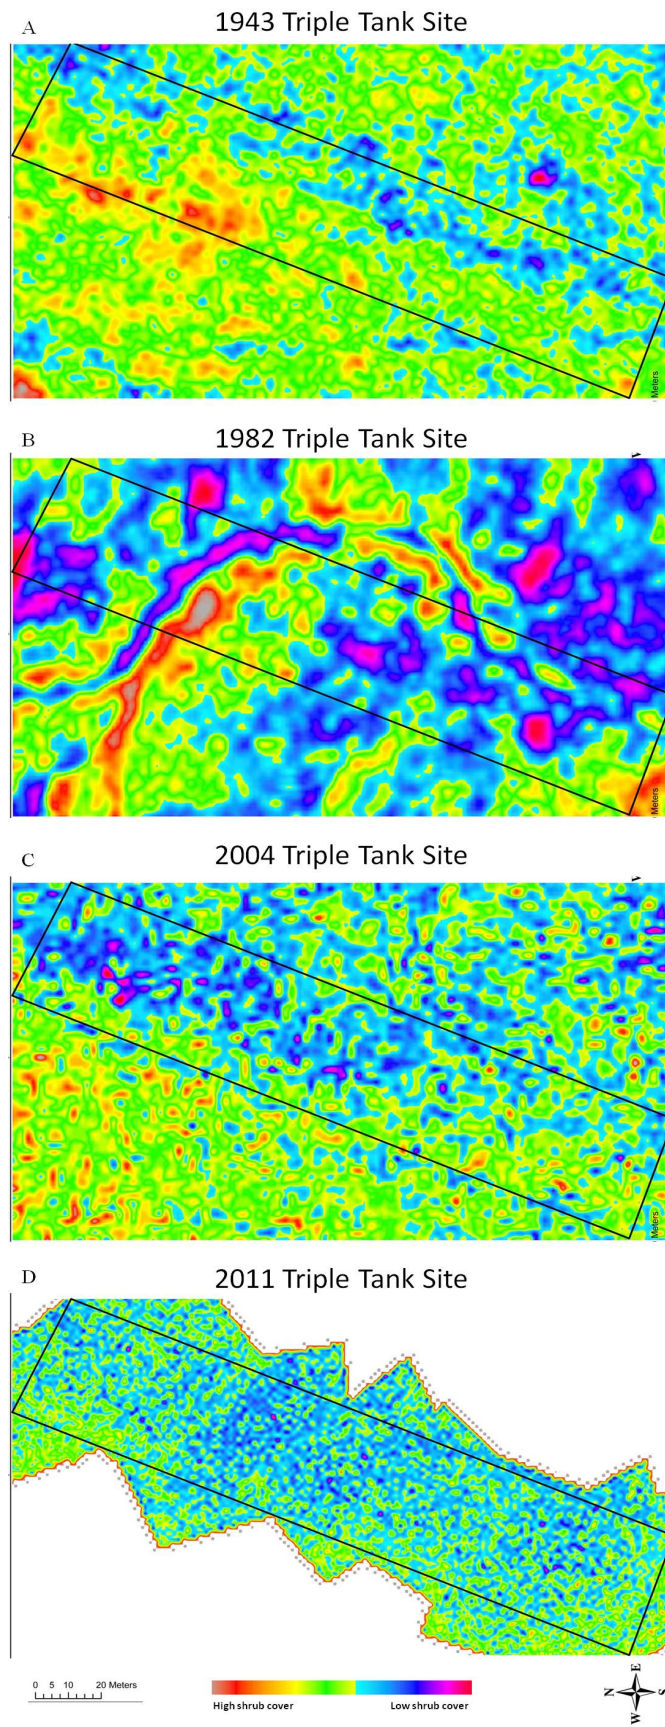 A
1943 Triple Tank Site
Meters
B
1982 Triple Tank Site
Meters
C
2004 Triple Tank Site
Meters
D
2011 Triple Tank Site
0 5 10 20 Meters
High shrub cover Low shrub cover
N E S W